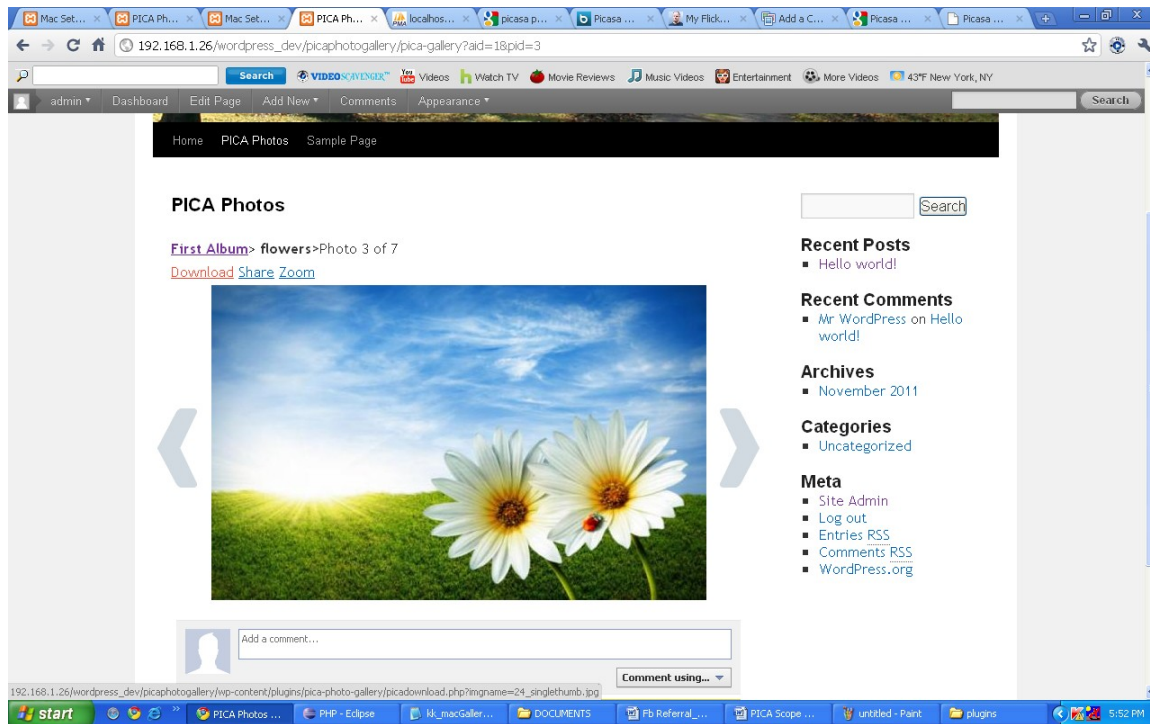 Mac Set...
PICA Ph...
Mac Set...
PICA Ph...
localhos...
picasa p...
Picasa ...
My Flick...
Add a C...
Picasa ...
Picasa ...
192.168.1.26/wordpress_dev/picaphotogallery/pica-gallery?aid=1&pid=3
Search
VIDEOSCAVENGER™
Videos
Watch TV
Movie Reviews
Music Videos
Entertainment
More Videos
43°F New York, NY
admin
Dashboard
Edit Page
Add New
Comments
Appearance
Search
Home
PICA Photos
Sample Page
PICA Photos
First Album> flowers>Photo 3 of 7
Download Share Zoom
Search
Recent Posts
Hello world!
Recent Comments
Mr WordPress on Hello
world!
Archives
November 2011
Categories
Uncategorized
Meta
Site Admin
Log out
Entries RSS
Comments RSS
WordPress.org
Add a comment...
Comment using...
192.168.1.26/wordpress_dev/picaphotogallery/wp-content/plugins/pica-photo-gallery/picadownload.php?imgname=24_singlethumb.jpg
start
PICA Photos ...
PHP - Eclipse
kk_macGaller...
DOCUMENTS
Fb Referral_...
PICA Scope ...
untitled - Paint
plugins
5:52 PM